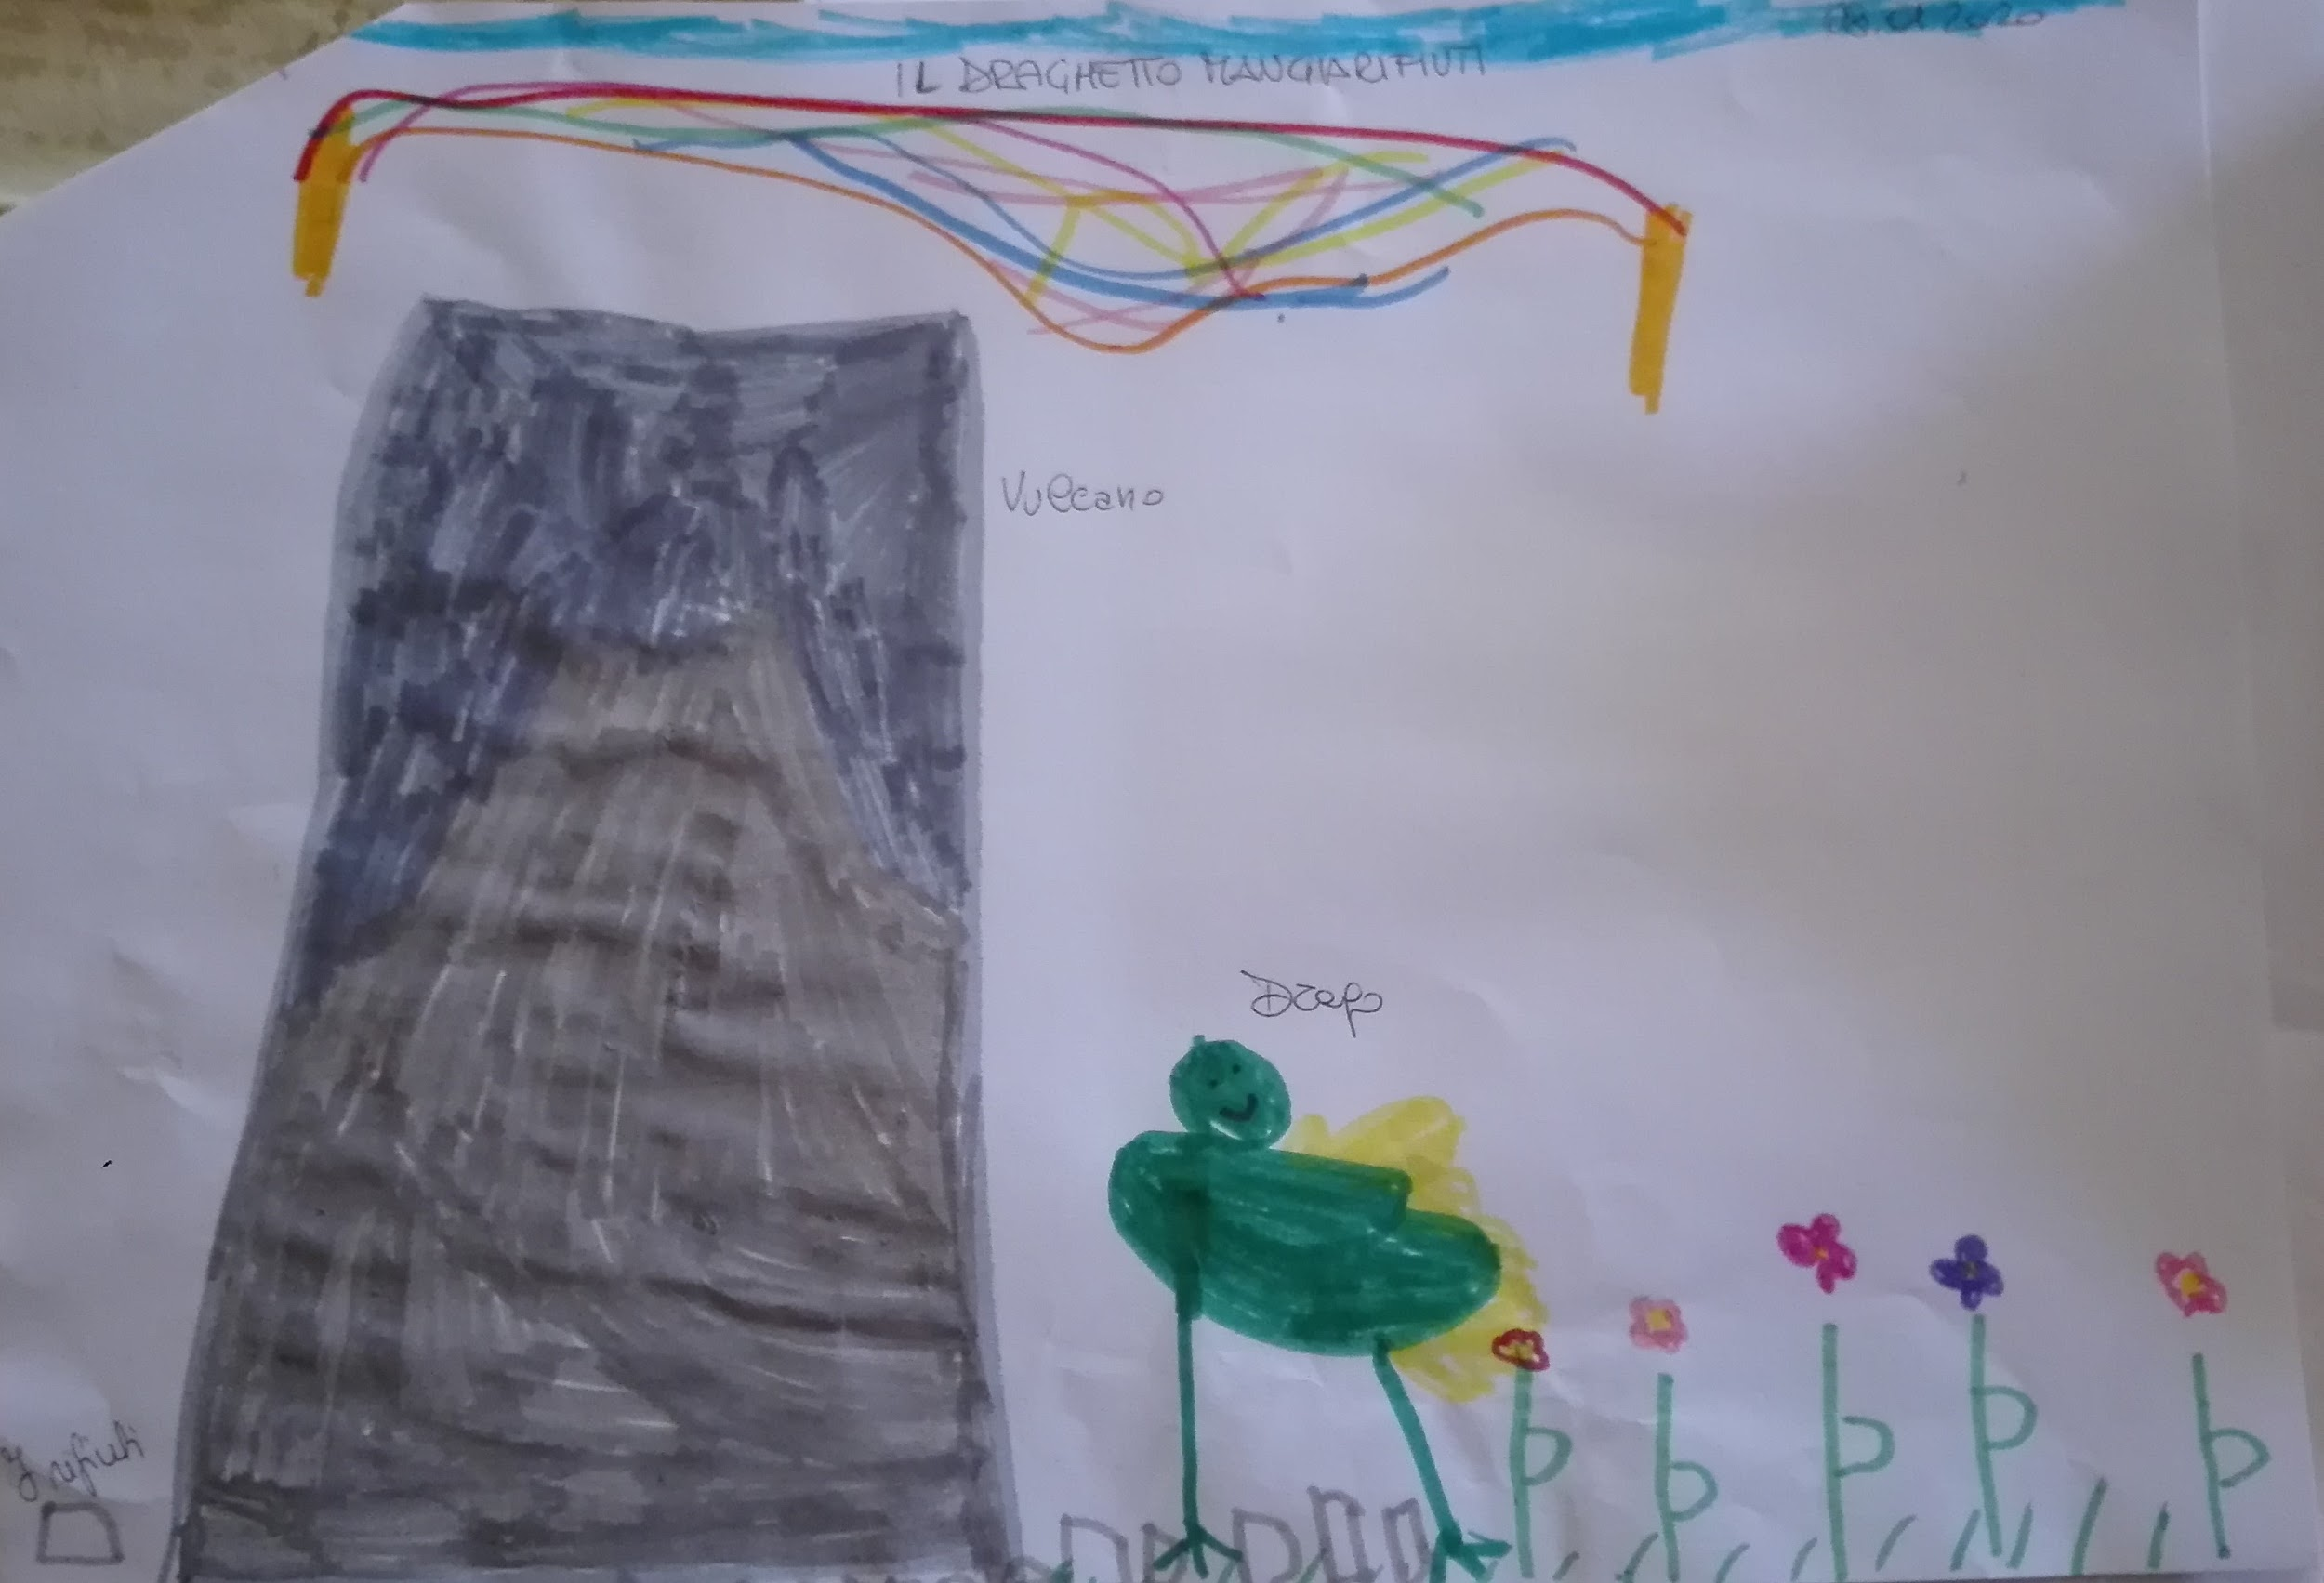 IL DRAGHETTO MANGIARIFIUTI
Vulcano
Drago
I rifiuti